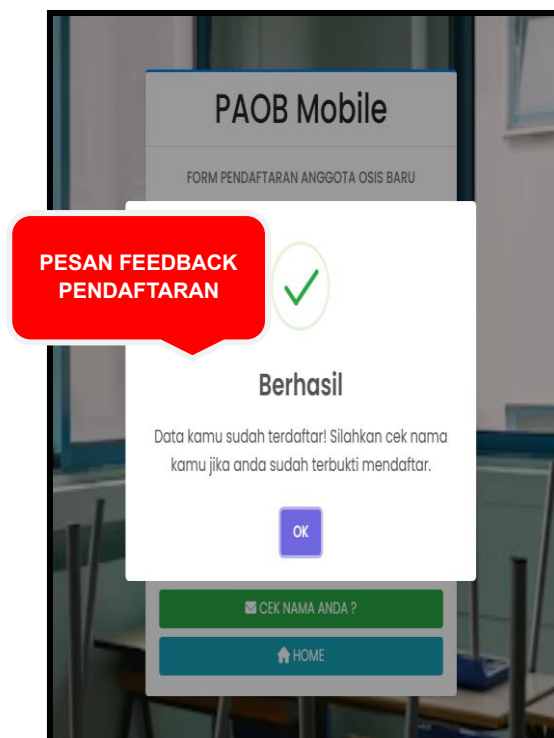 PAOB Mobile
FORM PENDAFTARAN ANGGOTA OSIS BARU
PESAN FEEDBACK
PENDAFTARAN
Berhasil
Data kamu sudah terdaftar! Silahkan cek nama
kamu jika anda sudah terbukti mendaftar.
OK
CEK NAMA ANDA ?
HOME